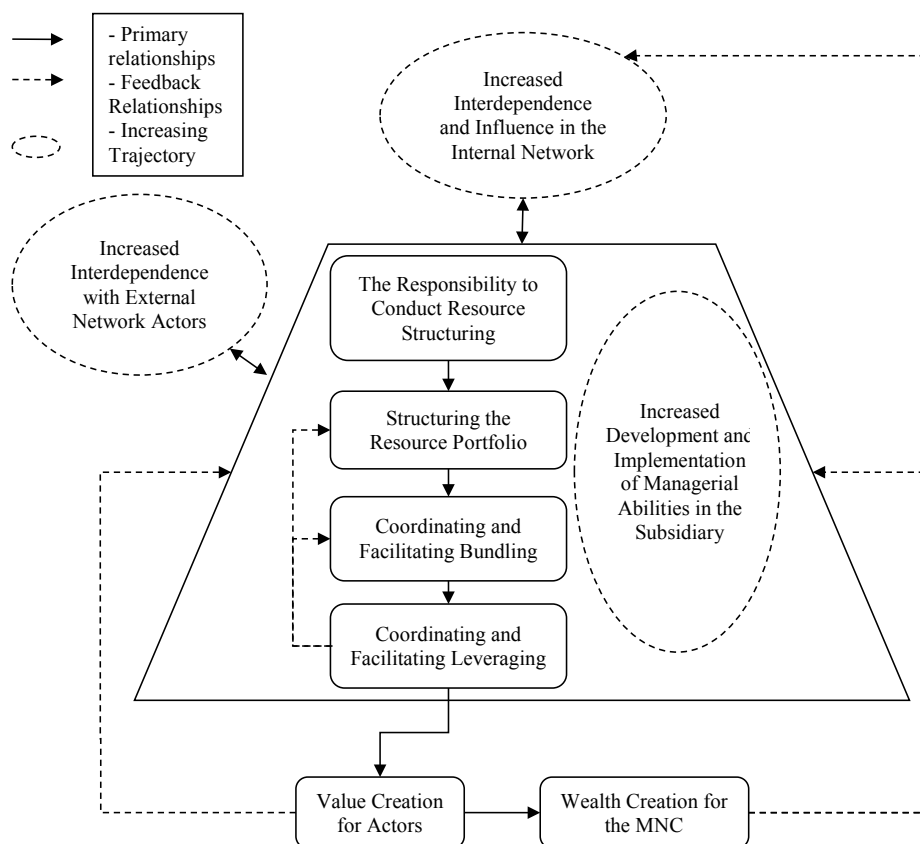 - Primary
relationships
- Feedback
Relationships
- Increasing
Trajectory
Increased
Interdependence
and Influence in the
Internal Network
Increased
Interdependence
with External
Network Actors
The Responsibility to
Conduct Resource
Structuring
Structuring the
Resource Portfolio
Coordinating and
Facilitating Bundling
Coordinating and
Facilitating Leveraging
Increased
Development and
Implementation
of Managerial
Abilities in the
Subsidiary
Value Creation
for Actors
Wealth Creation for
the MNC